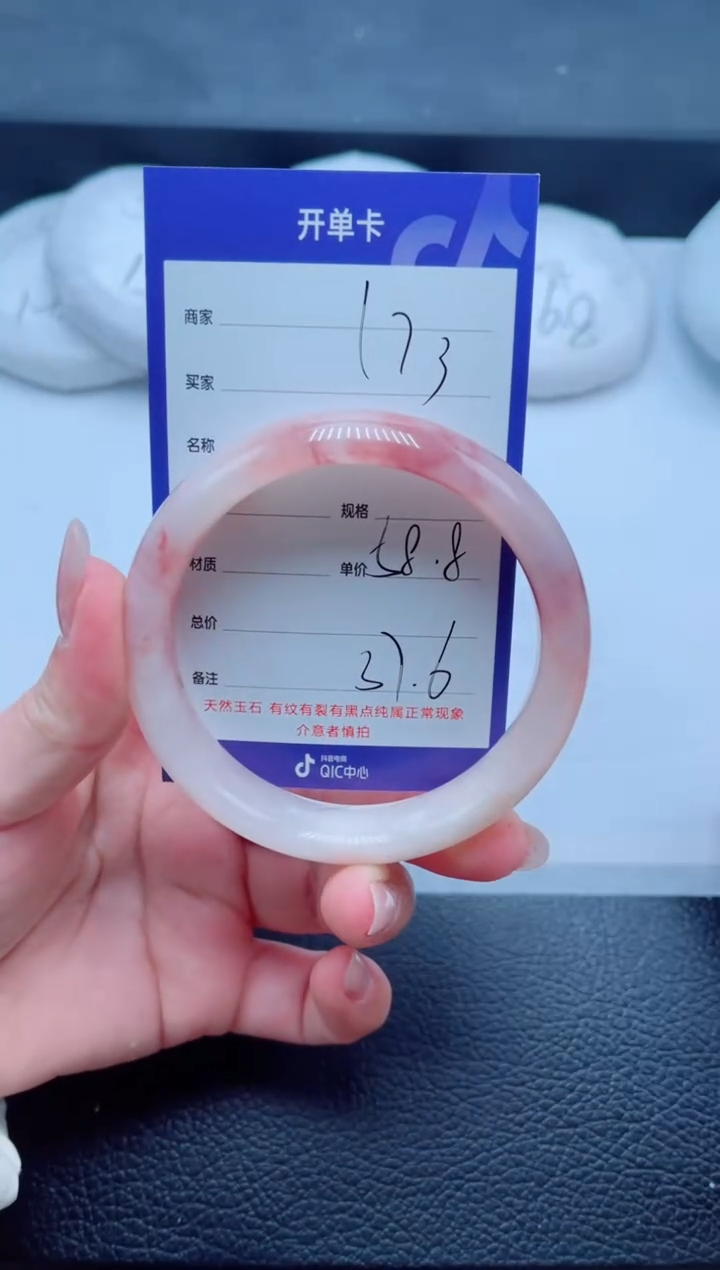 开单卡
商家 173
买家
名称
规格
材质 单价 58.8
总价
备注 37.6
天然玉石 有纹有裂有黑点纯属正常现象
介意者慎拍
抖音电商
QIC中心